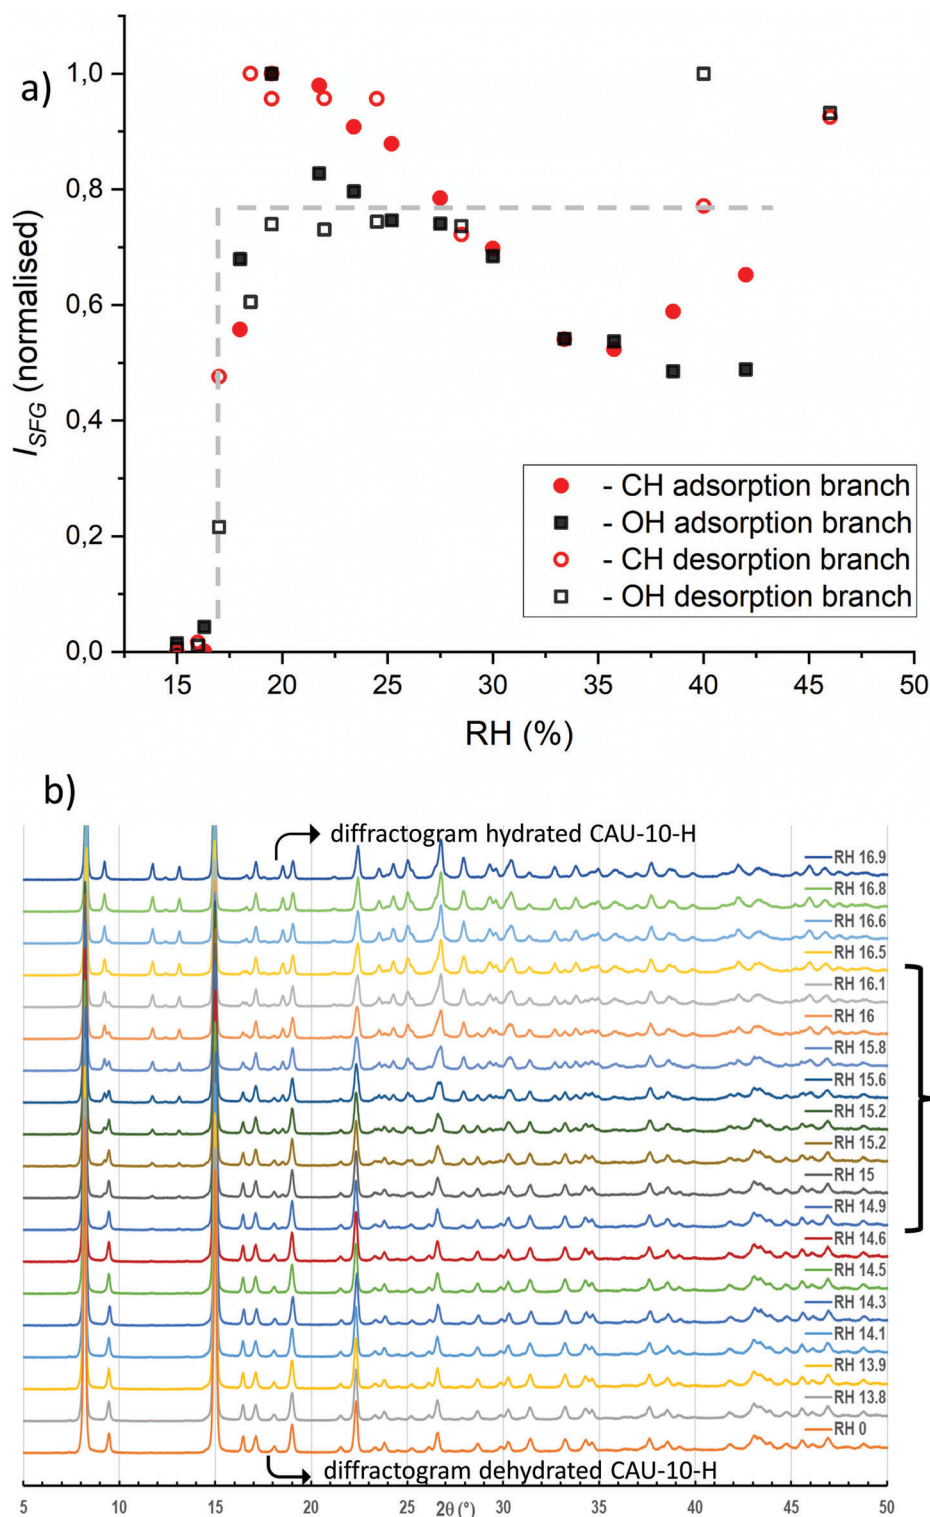 a)
1,0
0,8
0,6
0,4
0,2
0,0
I_SFG (normalised)
- CH adsorption branch
- OH adsorption branch
- CH desorption branch
- OH desorption branch
15 20 25 30 35 40 45 50
RH (%)
b)
diffractogram hydrated CAU-10-H
RH 16.9
RH 16.8
RH 16.6
RH 16.5
RH 16.1
RH 16
RH 15.8
RH 15.6
RH 15.2
RH 15.2
RH 15
RH 14.9
RH 14.6
RH 14.5
RH 14.3
RH 14.1
RH 13.9
RH 13.8
RH 0
diffractogram dehydrated CAU-10-H
5 10 15 20 25 30 35 40 45 50
2θ (°)